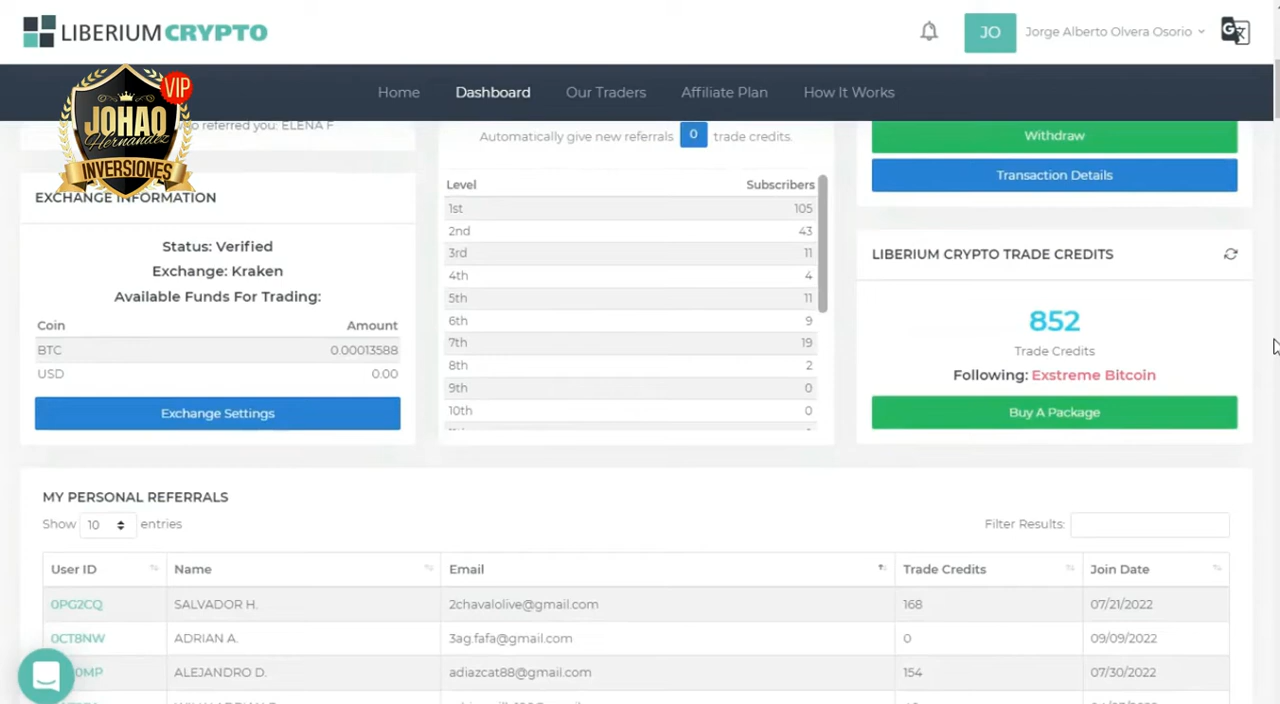 LIBERIUMCRYPTO
JO
Jorge Alberto Olvera Osorio
Home
Dashboard
Our Traders
Affiliate Plan
How It Works
VIP
JOHAO
Hernandez
INVERSIONES
who referred you: ELENA F
EXCHANGE INFORMATION
Status: Verified
Exchange: Kraken
Available Funds For Trading:
Coin Amount
BTC 0.00013588
USD 0.00
Exchange Settings
Automatically give new referrals 0 trade credits.
Level Subscribers
1st 105
2nd 43
3rd 11
4th 4
5th 11
6th 9
7th 19
8th 2
9th 0
10th 0
Withdraw
Transaction Details
LIBERIUM CRYPTO TRADE CREDITS
852
Trade Credits
Following: Exstreme Bitcoin
Buy A Package
MY PERSONAL REFERRALS
Show 10 entries
Filter Results:
User ID Name Email Trade Credits Join Date
0PG2CQ SALVADOR H. 2chavalolive@gmail.com 168 07/21/2022
0CT8NW ADRIAN A. 3ag.fafa@gmail.com 0 09/09/2022
0MP ALEJANDRO D. adiazcat88@gmail.com 154 07/30/2022